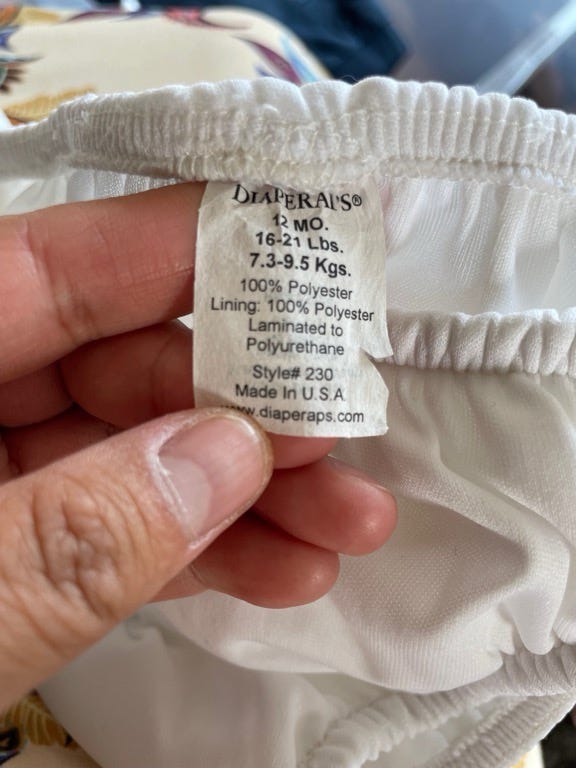 DIAPERAPS®
12 MO.
16-21 Lbs.
7.3-9.5 Kgs.
100% Polyester
Lining: 100% Polyester
Laminated to
Polyurethane
Style# 230
Made In U.S.A
www.diaperaps.com